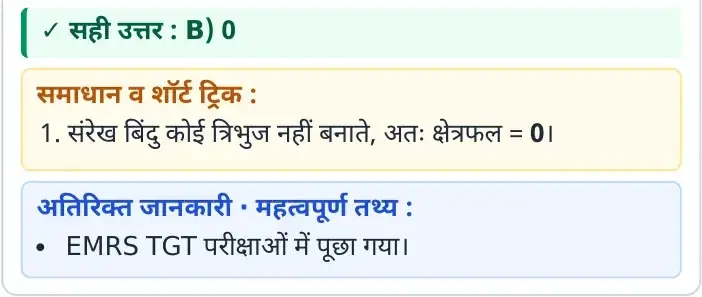 ✓ सही उत्तर : B) 0
समाधान व शॉर्ट ट्रिक :
1. संरेख बिंदु कोई त्रिभुज नहीं बनाते, अतः क्षेत्रफल = 0।
अतिरिक्त जानकारी · महत्वपूर्ण तथ्य :
• EMRS TGT परीक्षाओं में पूछा गया।